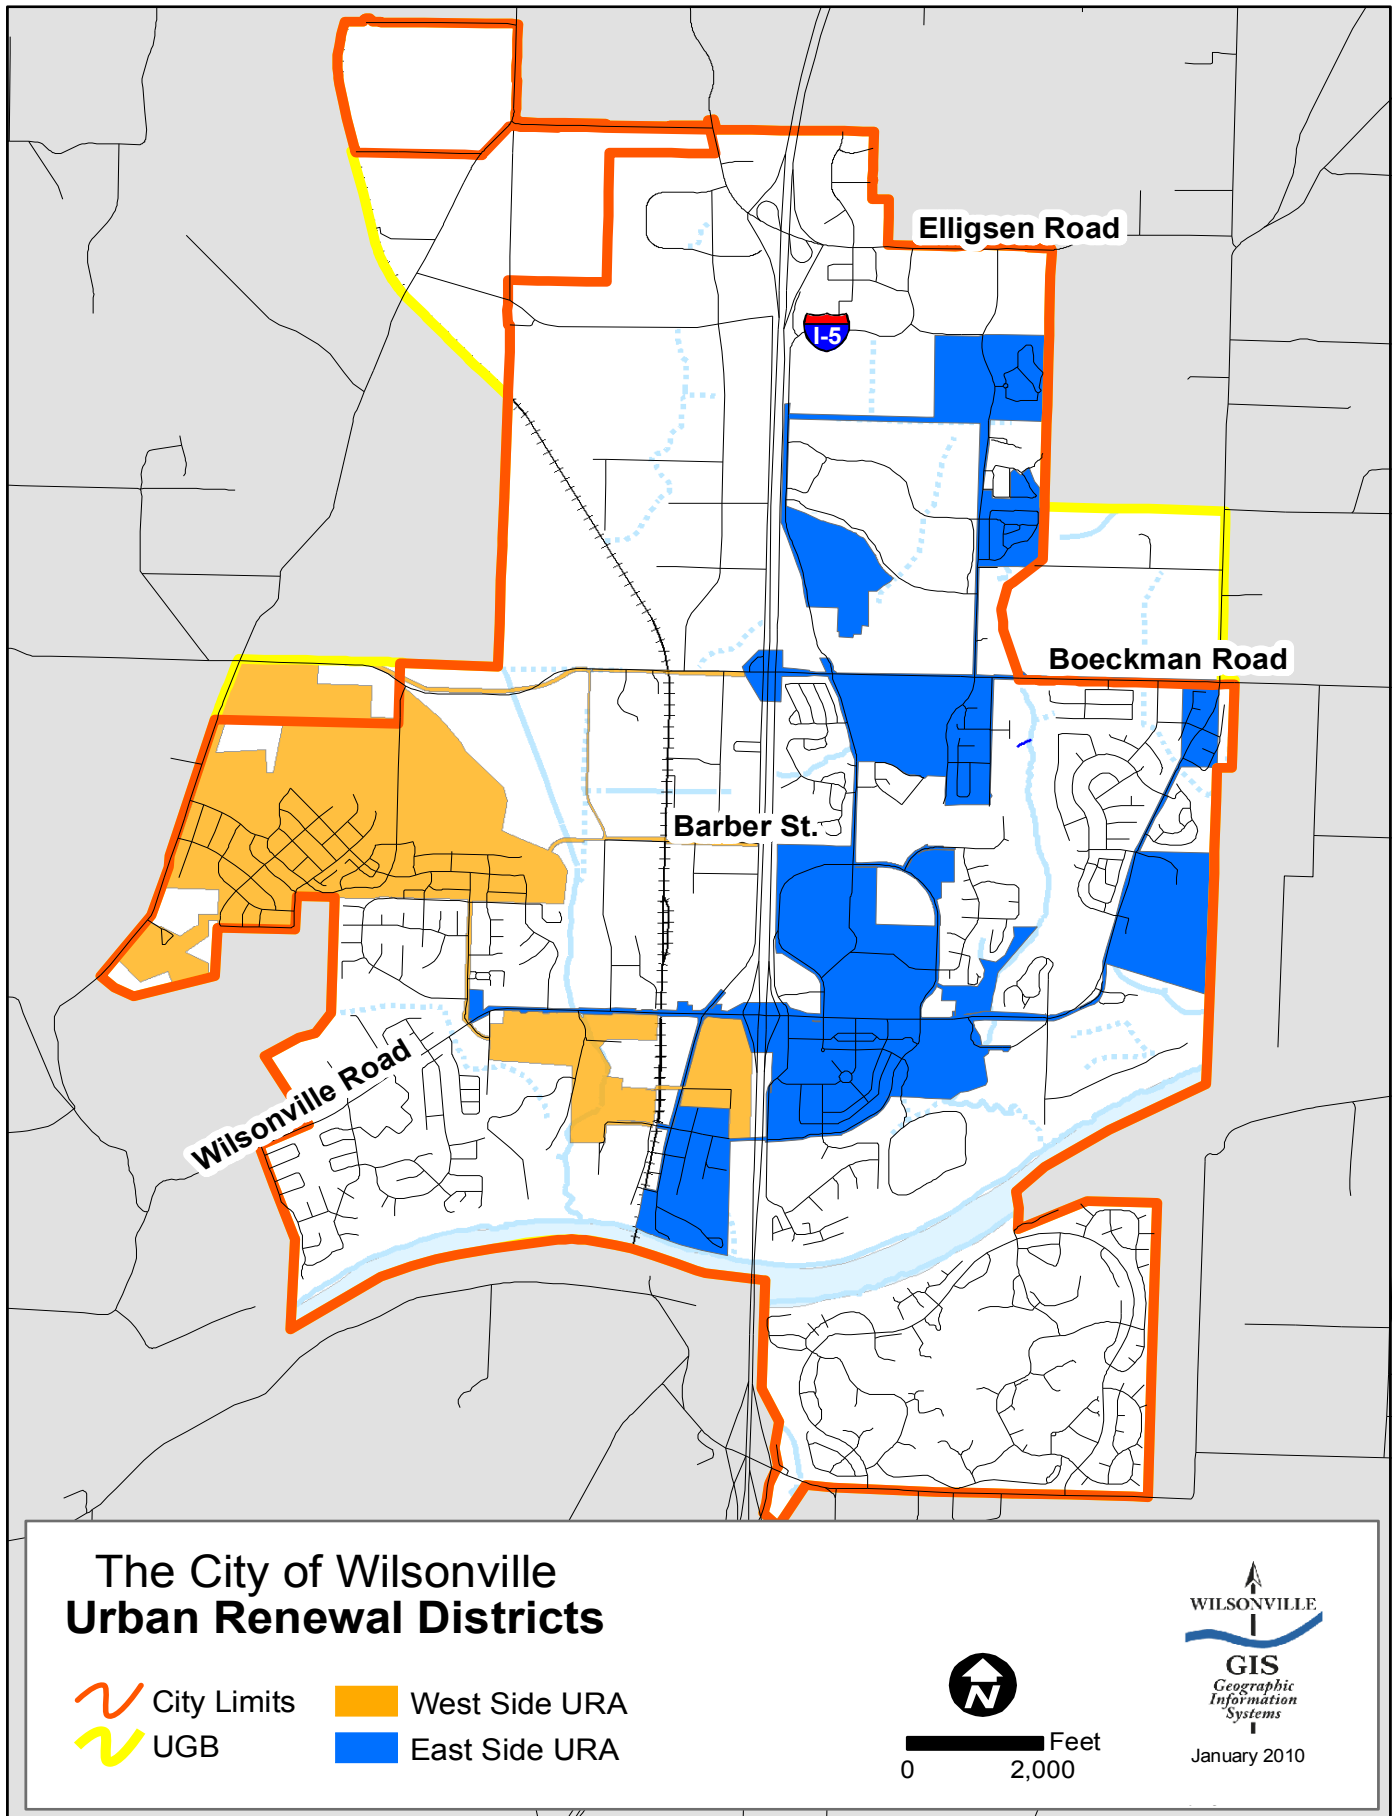 Elligsen Road
I-5
Boeckman Road
Barber St.
Wilsonville Road
The City of Wilsonville
Urban Renewal Districts
City Limits
UGB
West Side URA
East Side URA
N
Feet
0 2,000
WILSONVILLE
GIS
Geographic
Information
Systems
January 2010